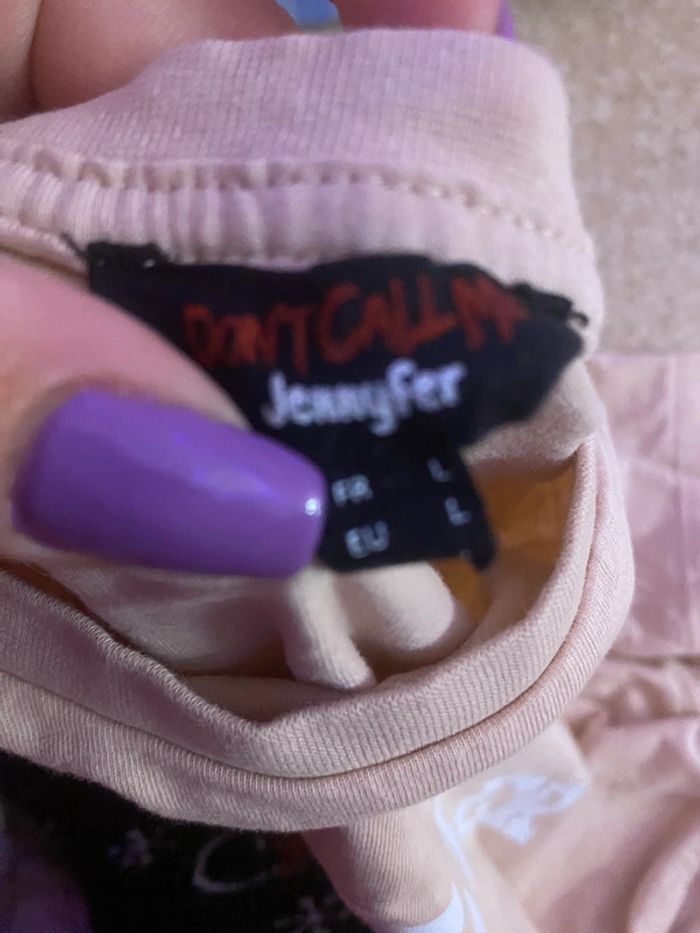 DON'T CALL ME
Jennyfer
FR L
EU L